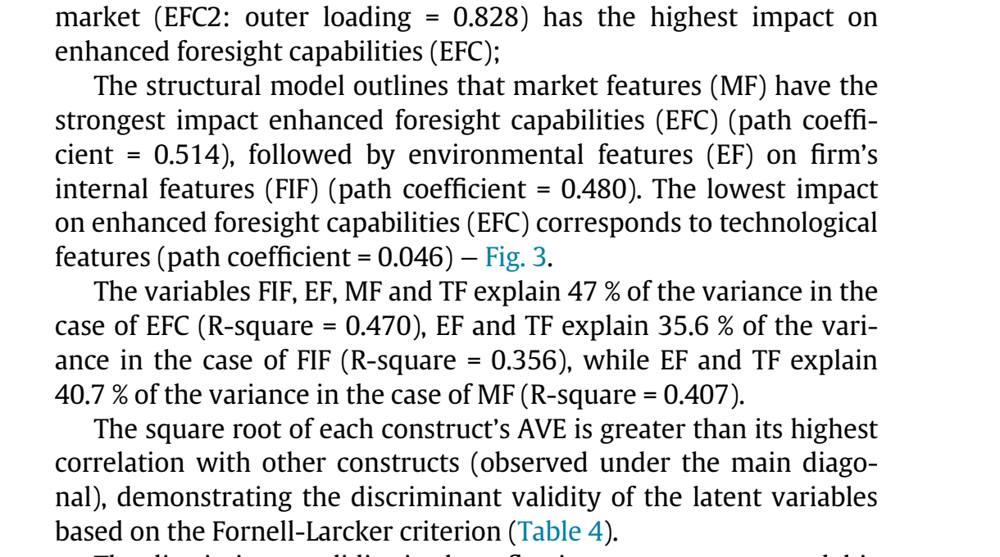 market (EFC2: outer loading = 0.828) has the highest impact on
enhanced foresight capabilities (EFC);
The structural model outlines that market features (MF) have the
strongest impact enhanced foresight capabilities (EFC) (path coeffi-
cient = 0.514), followed by environmental features (EF) on firm's
internal features (FIF) (path coefficient = 0.480). The lowest impact
on enhanced foresight capabilities (EFC) corresponds to technological
features (path coefficient = 0.046) – Fig. 3.
The variables FIF, EF, MF and TF explain 47 % of the variance in the
case of EFC (R-square = 0.470), EF and TF explain 35.6 % of the vari-
ance in the case of FIF (R-square = 0.356), while EF and TF explain
40.7 % of the variance in the case of MF (R-square = 0.407).
The square root of each construct's AVE is greater than its highest
correlation with other constructs (observed under the main diago-
nal), demonstrating the discriminant validity of the latent variables
based on the Fornell-Larcker criterion (Table 4).